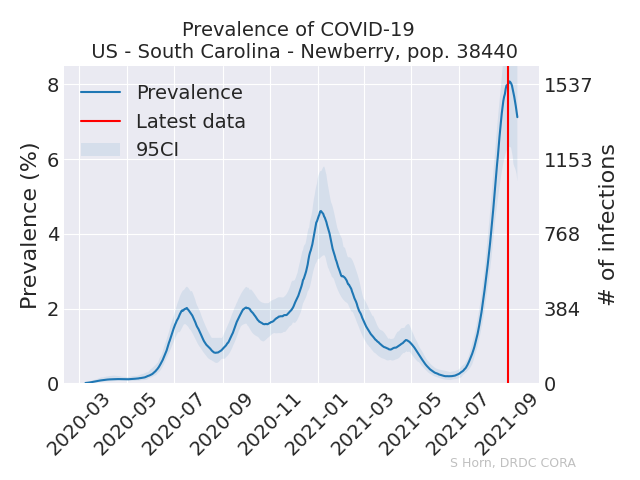 Prevalence of COVID-19
US - South Carolina - Newberry, pop. 38440
Prevalence
Latest data
95CI
Prevalence (%)
8
6
4
2
0
# of infections
1537
1153
768
384
0
2020-03
2020-05
2020-07
2020-09
2020-11
2021-01
2021-03
2021-05
2021-07
2021-09
S Horn, DRDC CORA